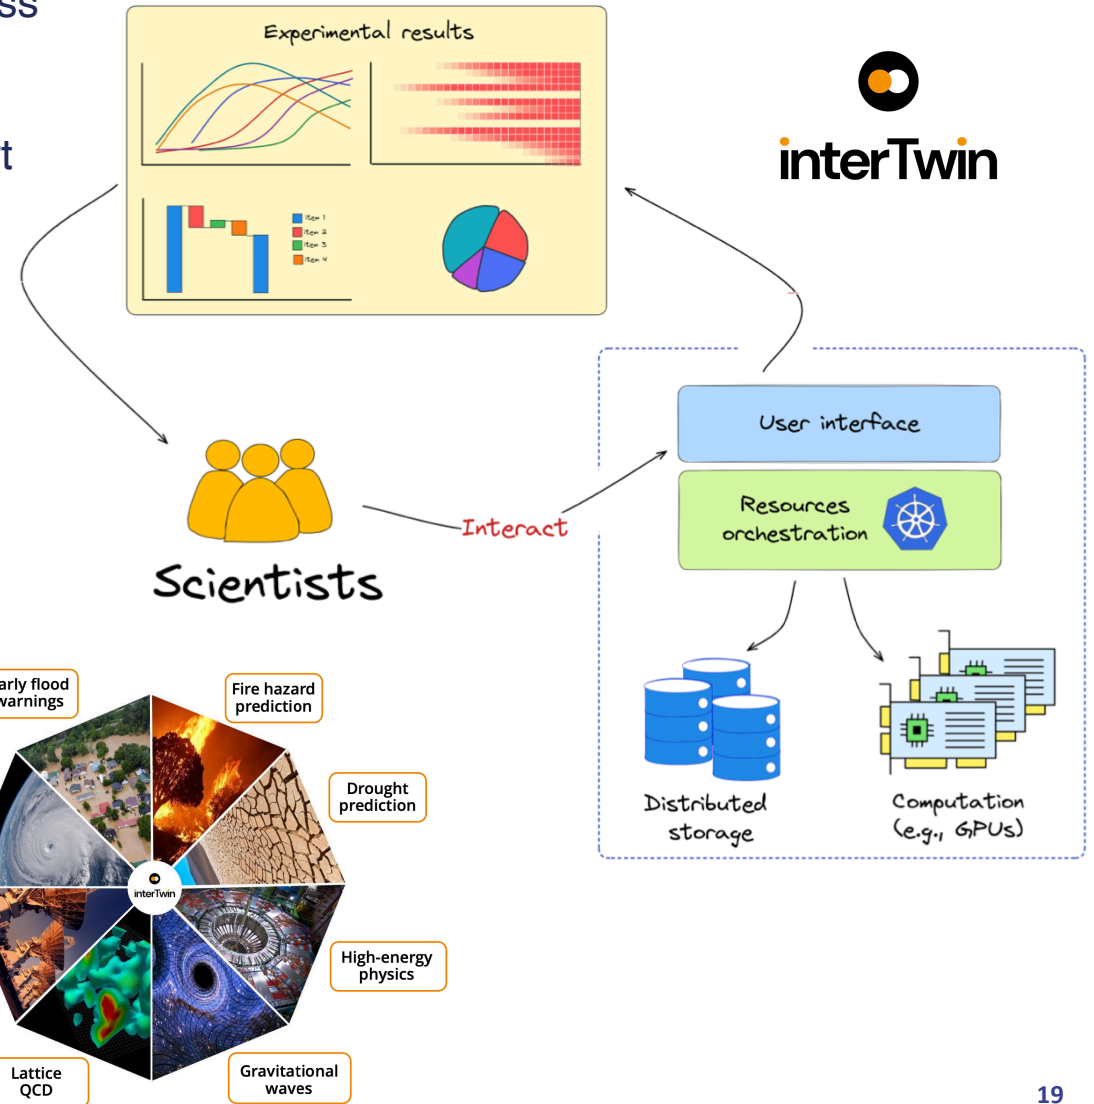 ss
t
Experimental results
Item 1
Item 2
Item 3
Item 4
interTwin
User interface
Resources
orchestration
Interact
Scientists
Distributed
storage
Computation
(e.g., GPUs)
arly flood
warnings
Fire hazard
prediction
Drought
prediction
interTwin
High-energy
physics
Gravitational
waves
Lattice
QCD
19